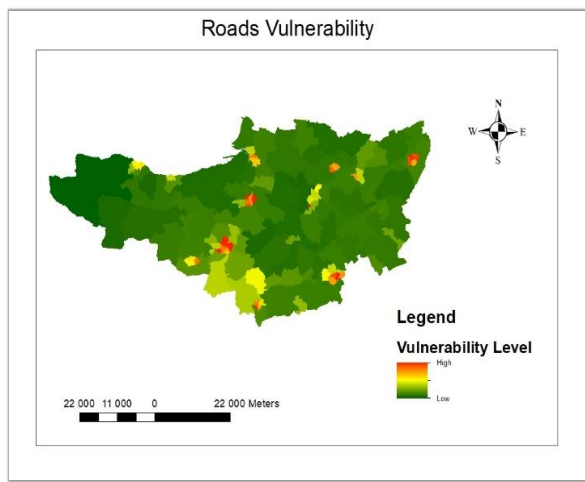 Roads Vulnerability
N
W E
S
Legend
Vulnerability Level
High
Low
22 000 11 000 0 22 000 Meters